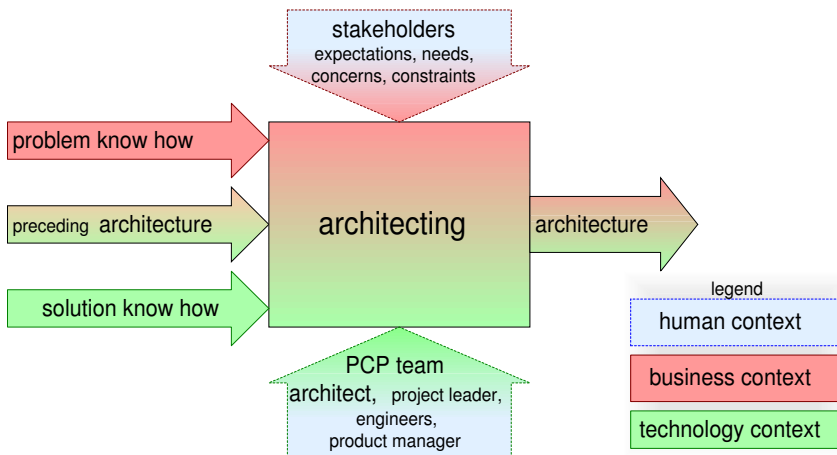 stakeholders
expectations, needs,
concerns, constraints
problem know how
preceding architecture
solution know how
architecting
architecture
PCP team
architect, project leader,
engineers,
product manager
legend
human context
business context
technology context